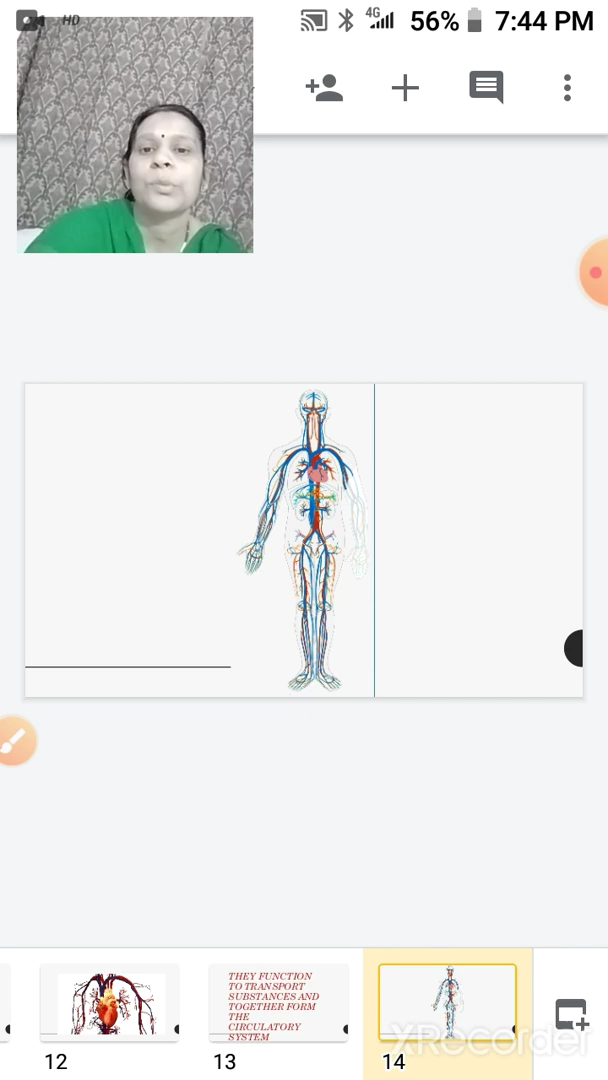 HD
4G
56%
7:44 PM
THEY FUNCTION
TO TRANSPORT
SUBSTANCES AND
TOGETHER FORM
THE
CIRCULATORY
SYSTEM
12
13
14
XRecorder